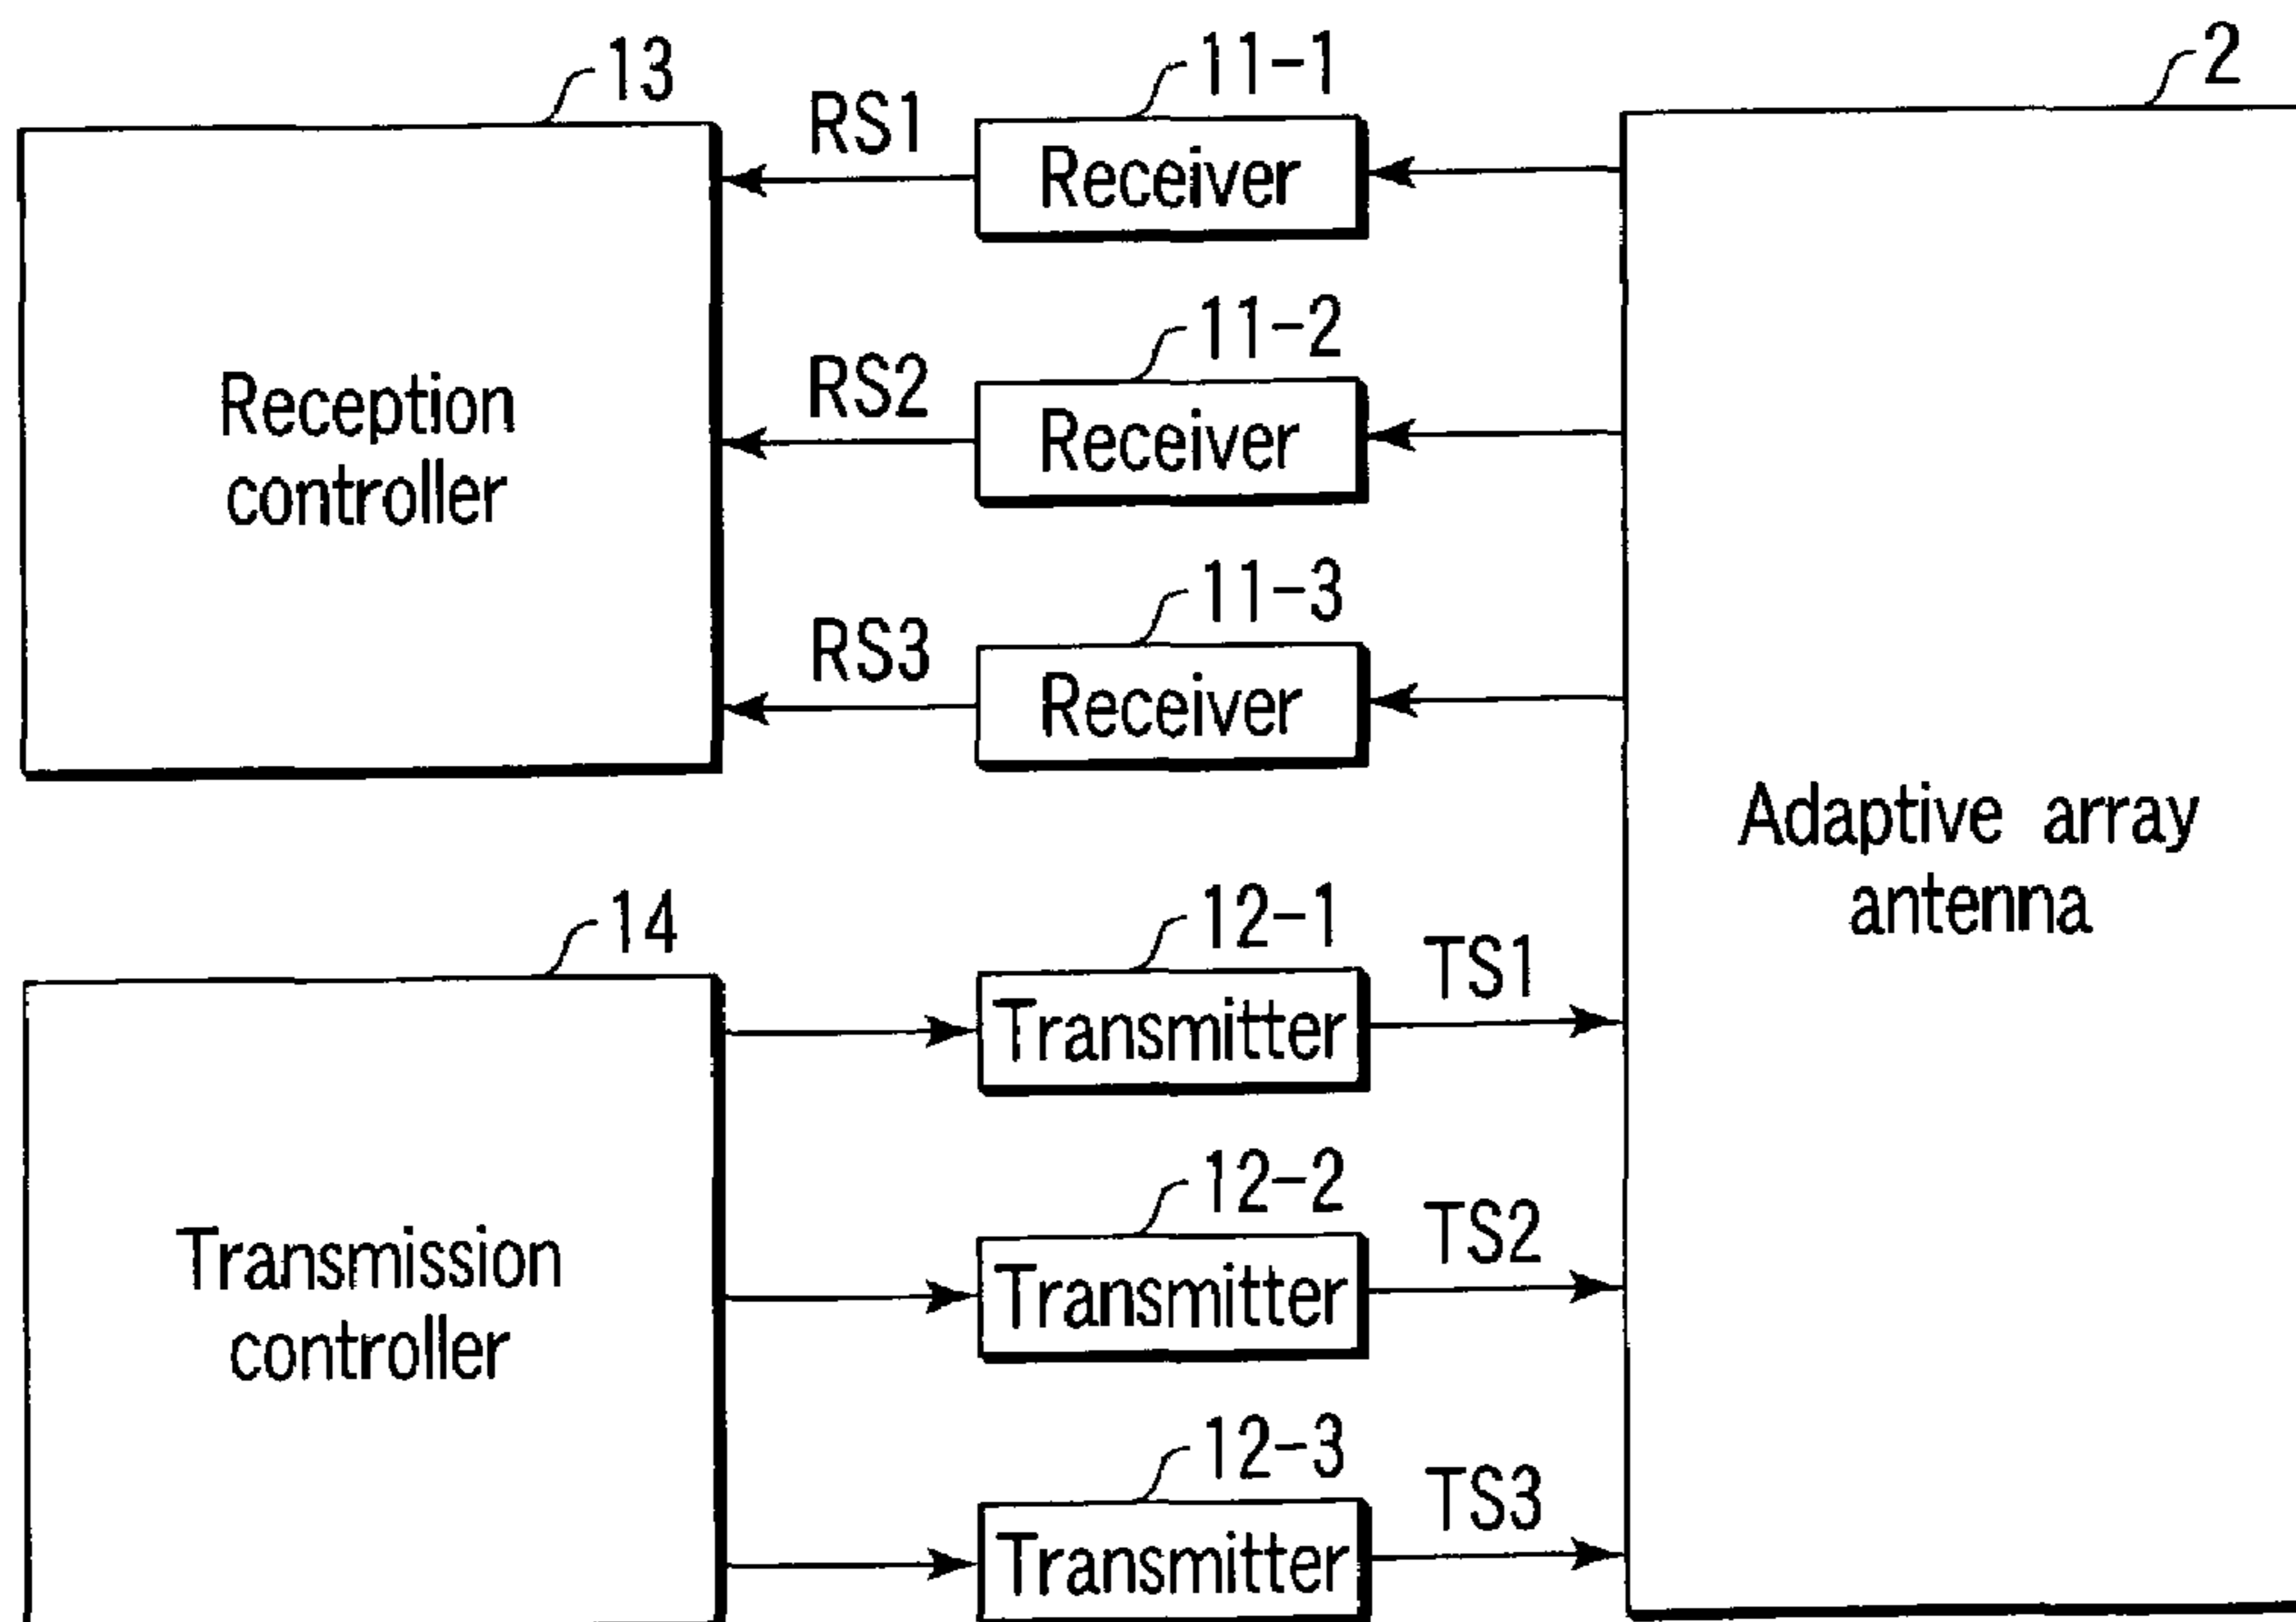 13
11-1
2
RS1
Receiver
11-2
RS2
Receiver
Reception
controller
11-3
RS3
Receiver
Adaptive array
antenna
14
12-1
TS1
Transmitter
12-2
TS2
Transmitter
Transmission
controller
12-3
TS3
Transmitter